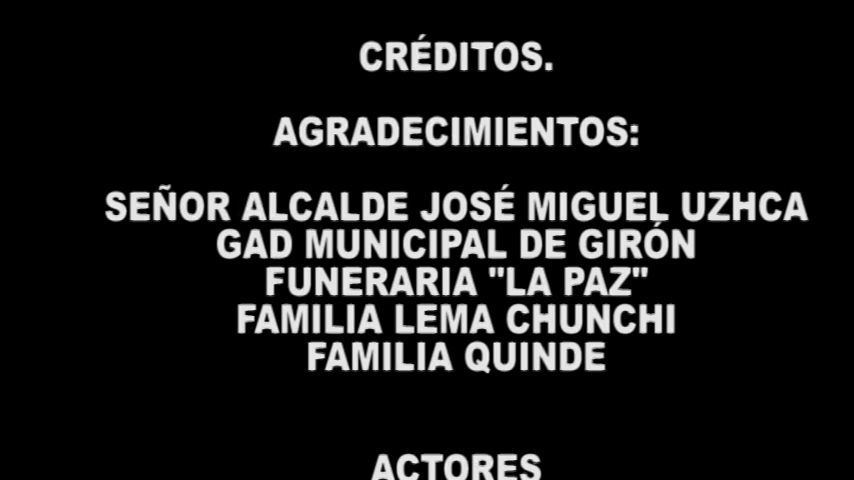 CRÉDITOS.
AGRADECIMIENTOS:
SEÑOR ALCALDE JOSÉ MIGUEL UZHCA
GAD MUNICIPAL DE GIRÓN
FUNERARIA "LA PAZ"
FAMILIA LEMA CHUNCHI
FAMILIA QUINDE
ACTORES